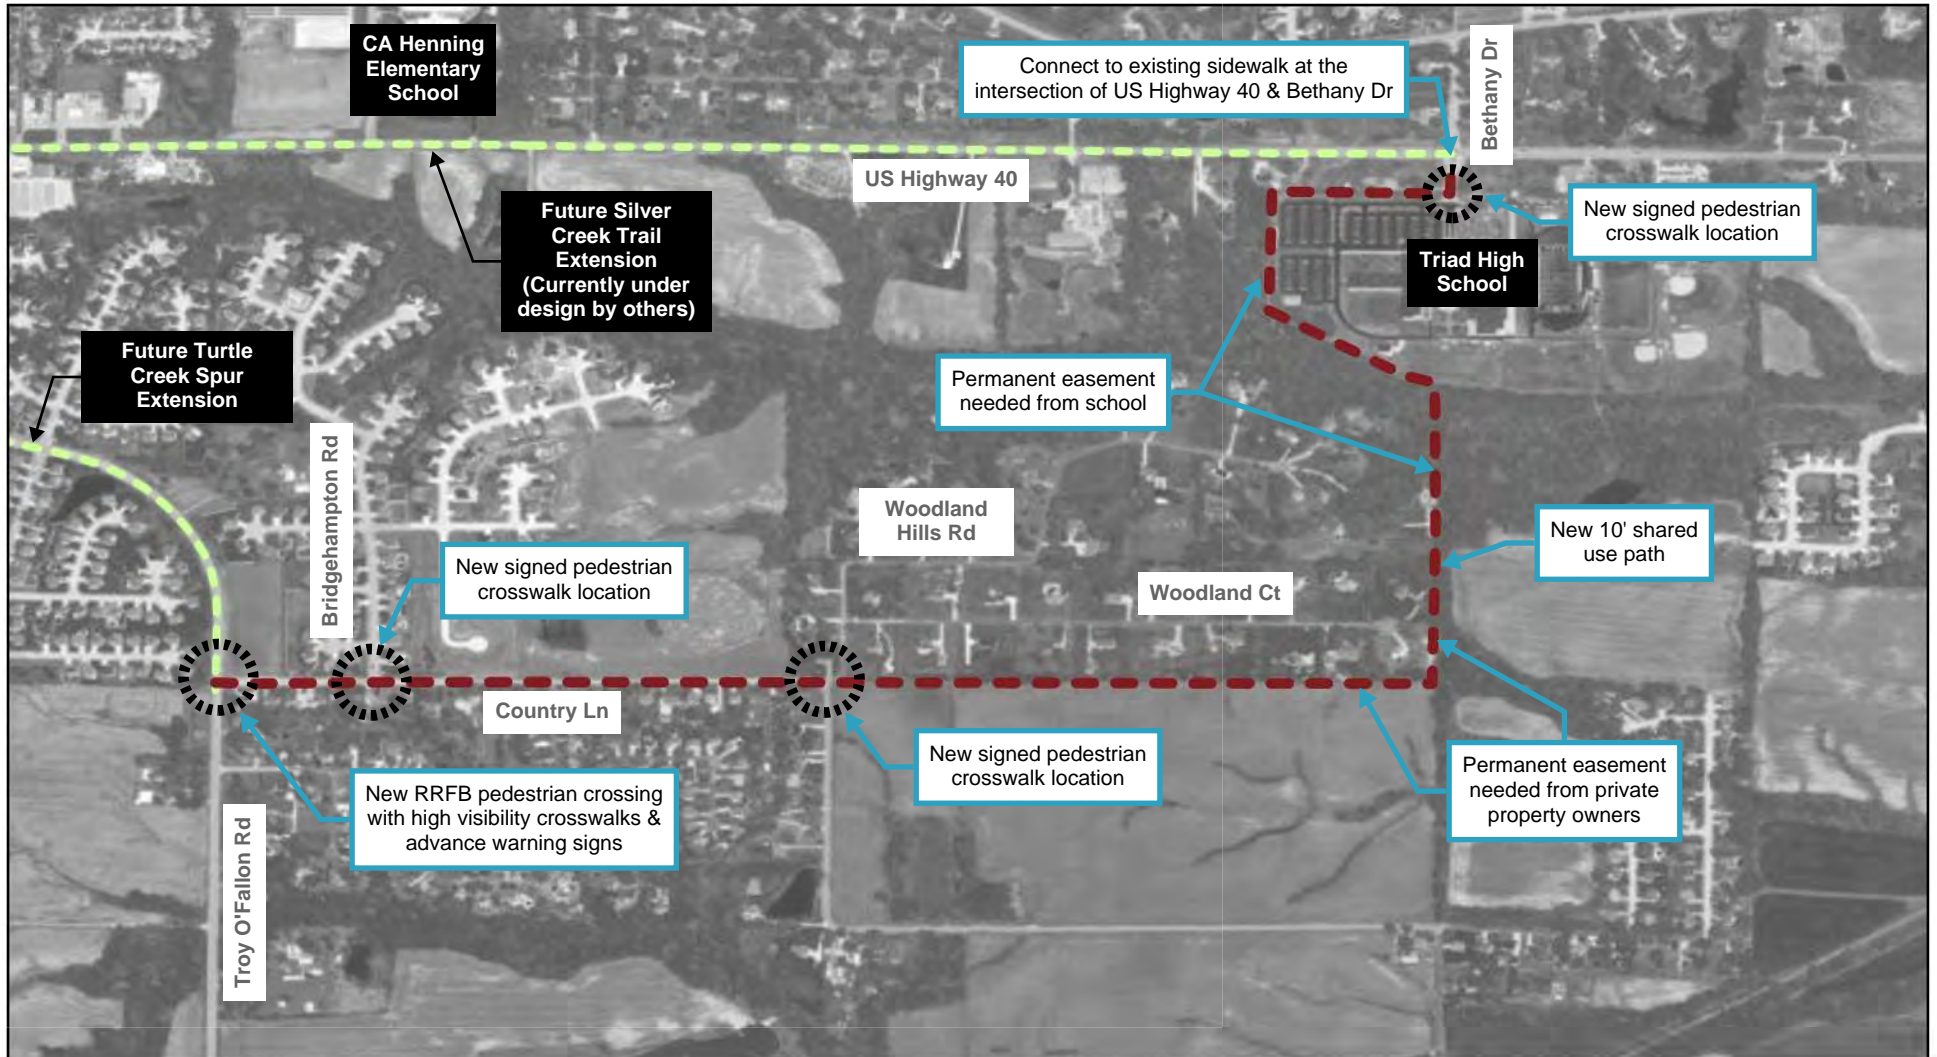 CA Henning
Elementary
School
Connect to existing sidewalk at the
intersection of US Highway 40 & Bethany Dr
Bethany Dr
US Highway 40
New signed pedestrian
crosswalk location
Future Silver
Creek Trail
Extension
(Currently under
design by others)
Triad High
School
Future Turtle
Creek Spur
Extension
Permanent easement
needed from school
Bridgehampton Rd
Woodland
Hills Rd
New 10' shared
use path
New signed pedestrian
crosswalk location
Woodland Ct
Country Ln
New signed pedestrian
crosswalk location
Permanent easement
needed from private
property owners
New RRFB pedestrian crossing
with high visibility crosswalks &
advance warning signs
Troy O'Fallon Rd